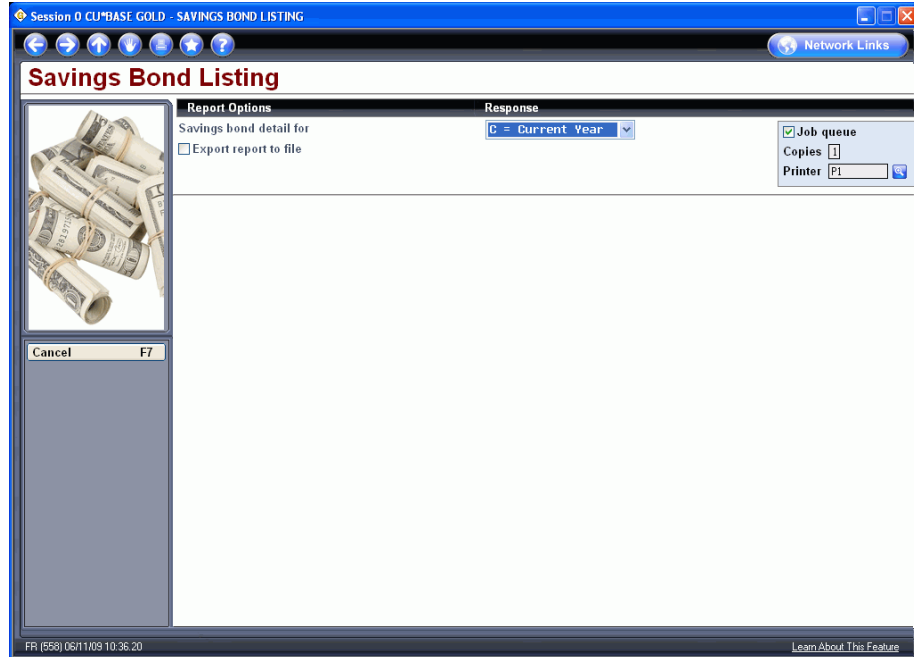 Session 0 CU*BASE GOLD - SAVINGS BOND LISTING
Network Links
Savings Bond Listing
Report Options Response
Savings bond detail for C = Current Year
Export report to file
Job queue
Copies 1
Printer P1
Cancel F7
FR (558) 06/11/09 10:36.20
Learn About This Feature